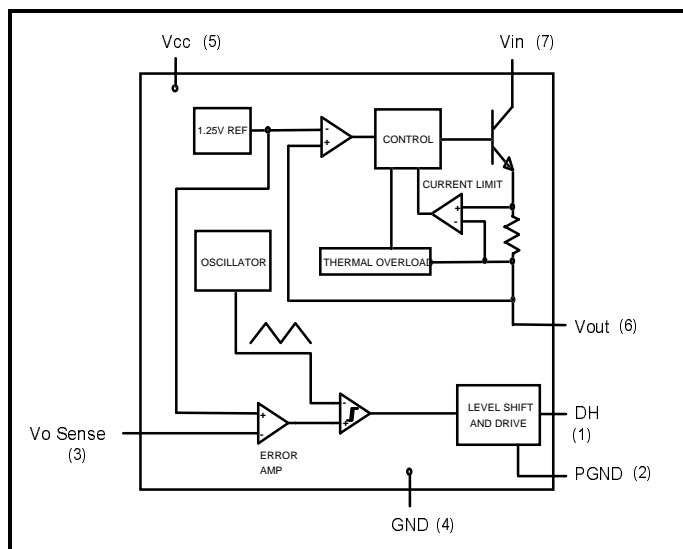 Vcc (5)
Vin (7)
1.25V REF
-
+
CONTROL
CURRENT LIMIT
+
-
OSCILLATOR
THERMAL OVERLOAD
Vout (6)
-
+
LEVEL SHIFT
AND DRIVE
DH
(1)
+
-
Vo Sense
(3)
ERROR
AMP
PGND (2)
GND (4)